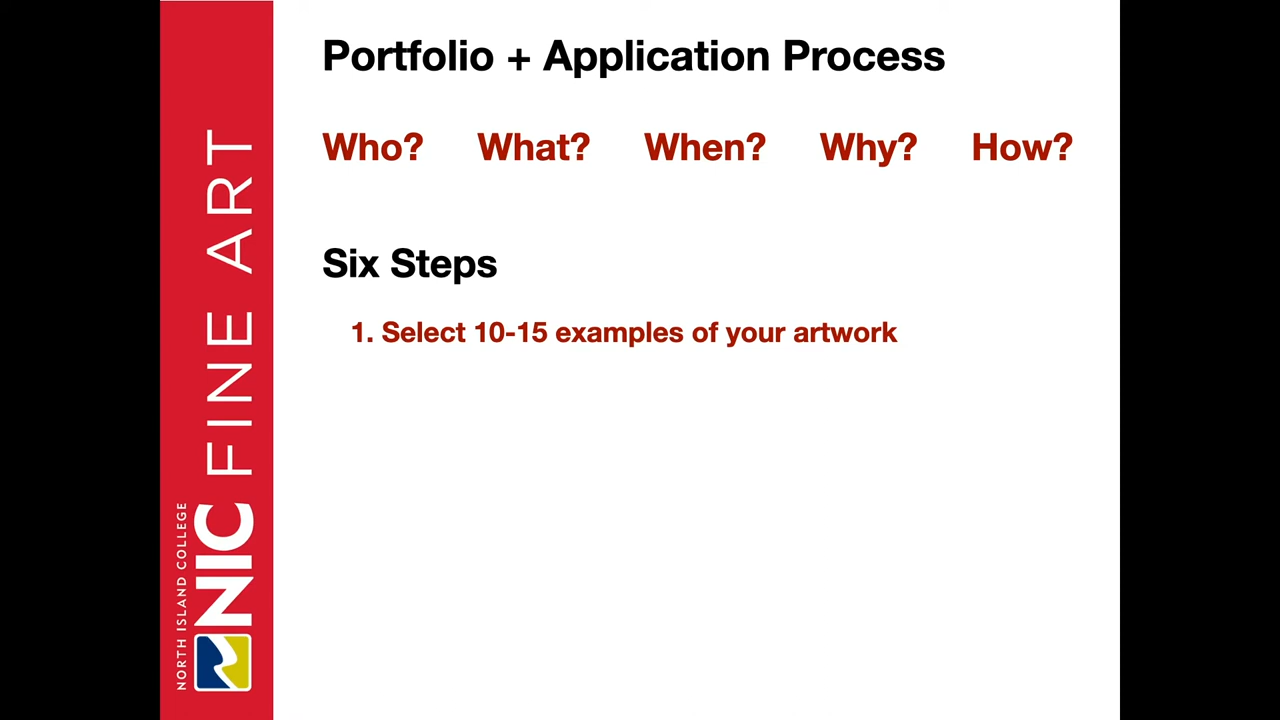 Portfolio + Application Process
Who? What? When? Why? How?
Six Steps
1. Select 10-15 examples of your artwork
NORTH ISLAND COLLEGE
NIC
FINE ART